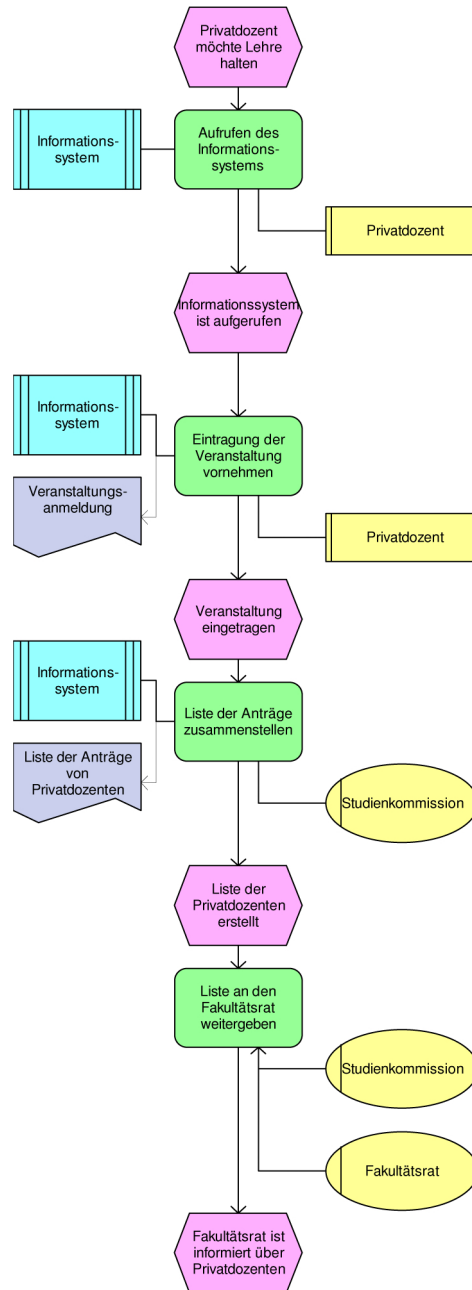 Privatdozent
möchte Lehre
halten
Informations-
system
Aufrufen des
Informations-
systems
Privatdozent
Informationssystem
ist aufgerufen
Informations-
system
Eintragung der
Veranstaltung
vornehmen
Veranstaltungs-
anmeldung
Privatdozent
Veranstaltung
eingetragen
Informations-
system
Liste der Anträge
zusammenstellen
Liste der Anträge
von
Privatdozenten
Studienkommission
Liste der
Privatdozenten
erstellt
Liste an den
Fakultätsrat
weitergeben
Studienkommission
Fakultätsrat
Fakultätsrat ist
informiert über
Privatdozenten